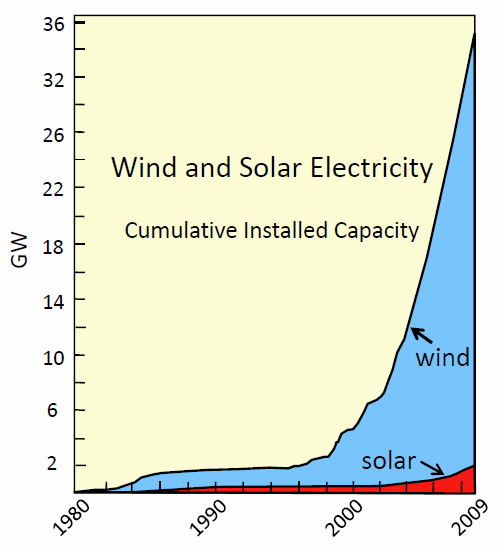 36
32
26
22
18
14
10
6
2
GW
Wind and Solar Electricity
Cumulative Installed Capacity
wind
solar
1980
1990
2000
2009